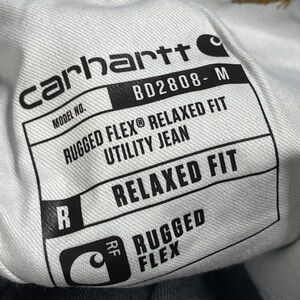 carhartt
MODEL NO. BD2808-M
RUGGED FLEX® RELAXED FIT
UTILITY JEAN
R RELAXED FIT
RF RUGGED
FLEX